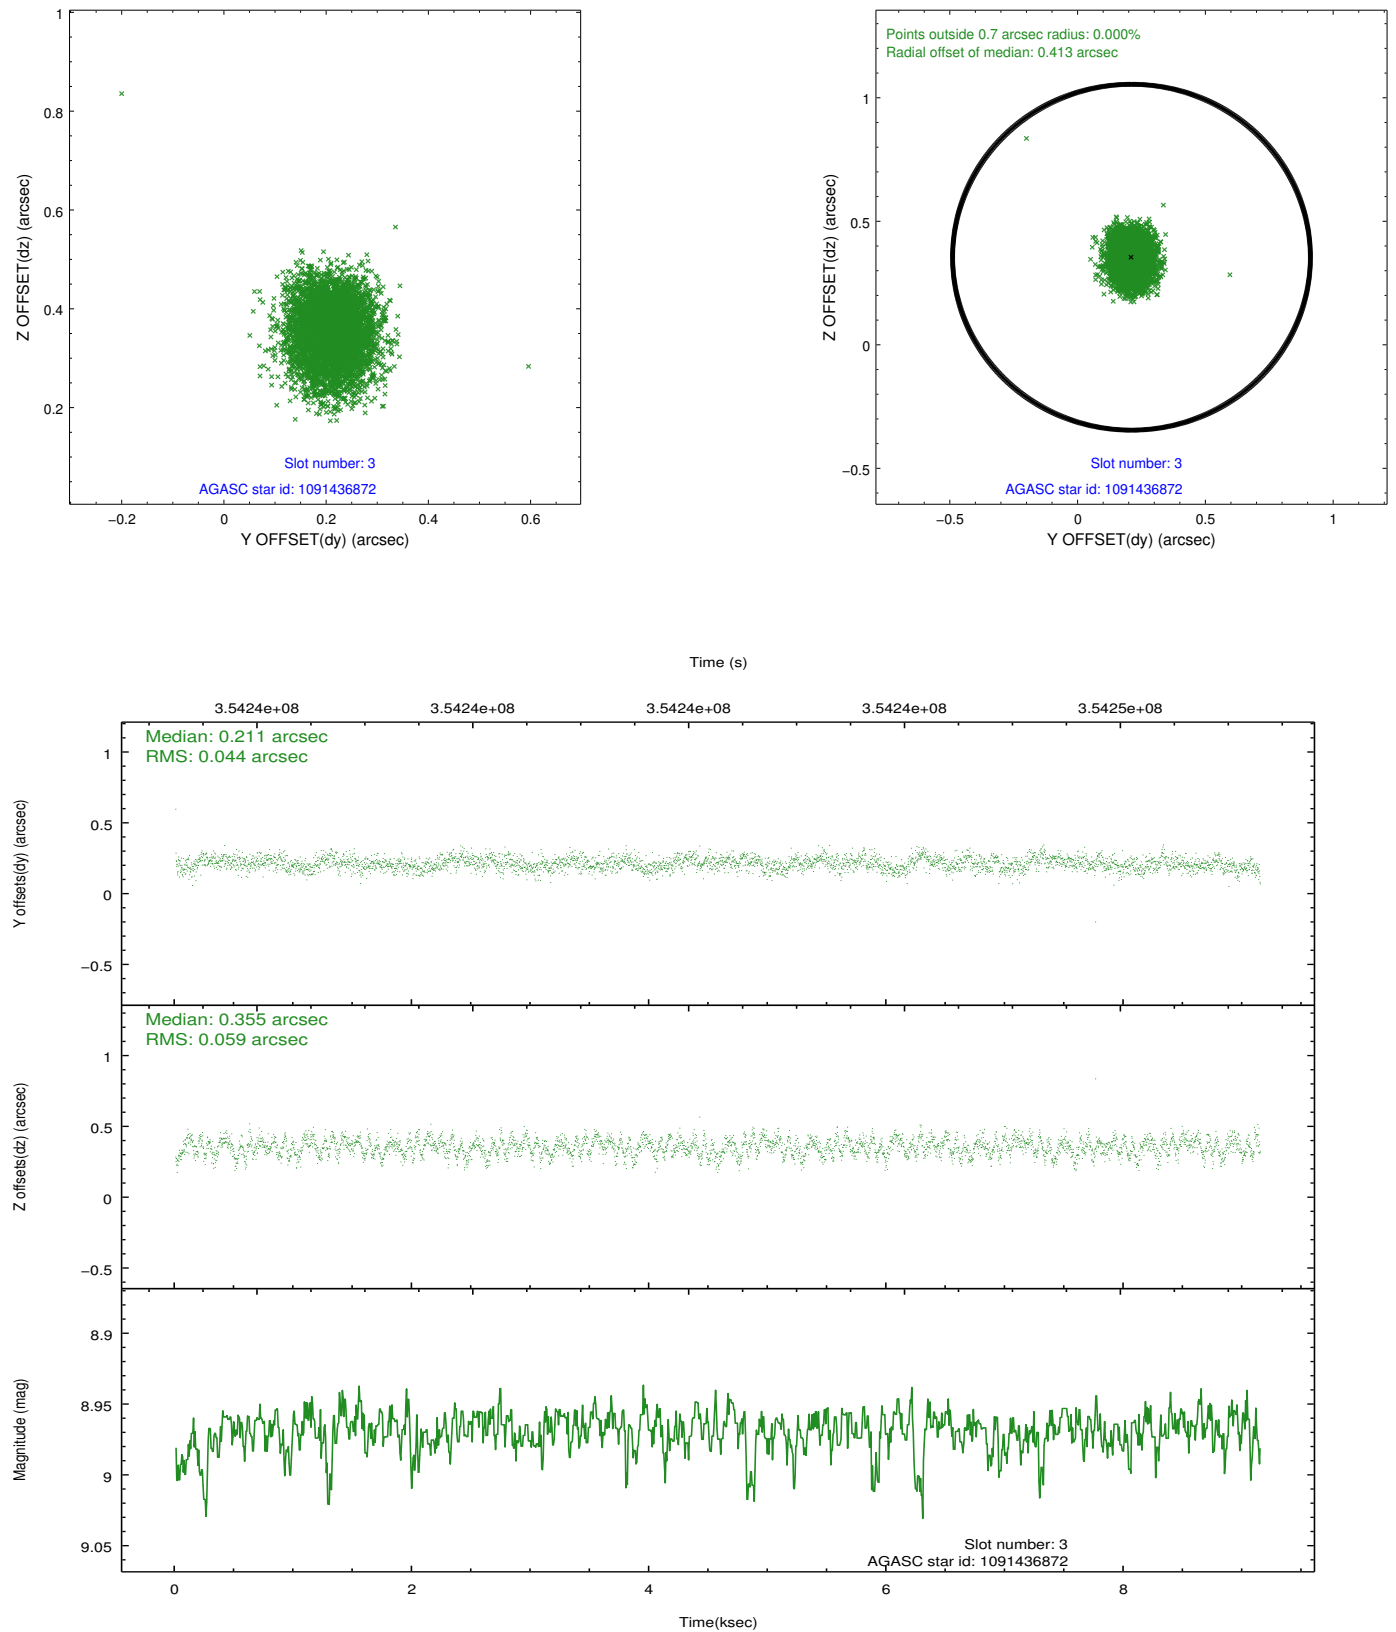 1
0.8
0.6
0.4
0.2
Z OFFSET(dz) (arcsec)
Slot number: 3
AGASC star id: 1091436872
−0.2
0
0.2
0.4
0.6
Y OFFSET(dy) (arcsec)
Points outside 0.7 arcsec radius: 0.000%
Radial offset of median: 0.413 arcsec
1
0.5
0
−0.5
Z OFFSET(dz) (arcsec)
Slot number: 3
AGASC star id: 1091436872
−0.5
0
0.5
1
Y OFFSET(dy) (arcsec)
Time (s)
3.5424e+08
3.5424e+08
3.5424e+08
3.5424e+08
3.5425e+08
Median: 0.211 arcsec
RMS: 0.044 arcsec
1
0.5
0
−0.5
Y offsets(dy) (arcsec)
Median: 0.355 arcsec
RMS: 0.059 arcsec
1
0.5
0
−0.5
Z offsets(dz) (arcsec)
8.9
8.95
9
9.05
Magnitude (mag)
Slot number: 3
AGASC star id: 1091436872
0
2
4
6
8
Time(ksec)